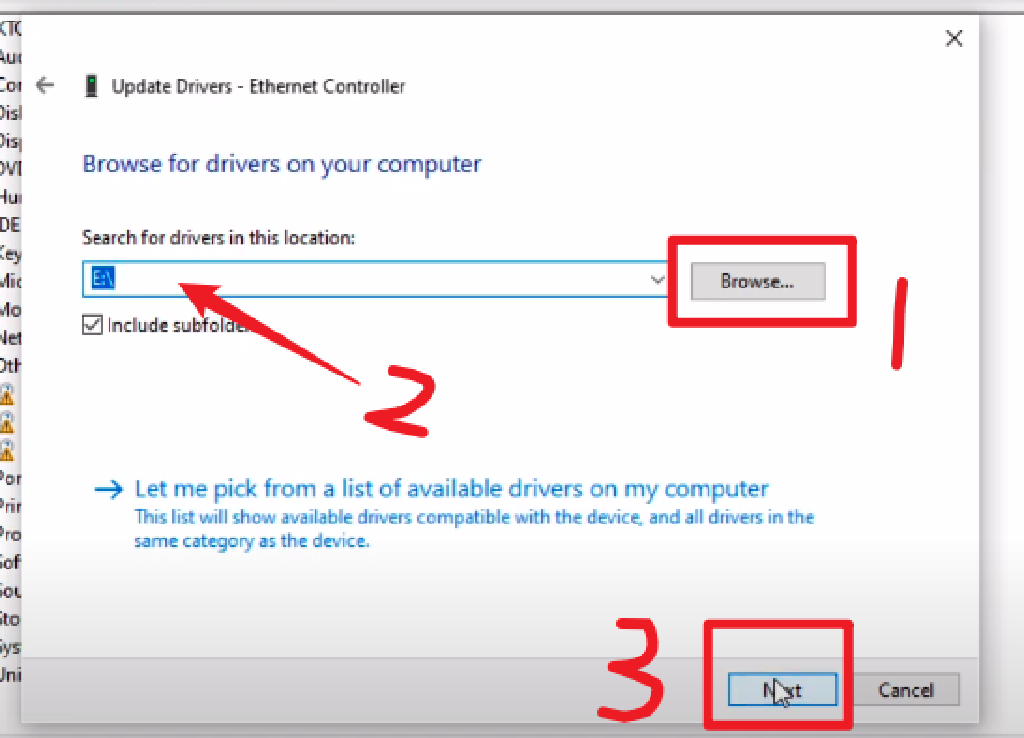 Update Drivers - Ethernet Controller
Browse for drivers on your computer
Search for drivers in this location:
E:\
Browse...
1
Include subfolder
2
Let me pick from a list of available drivers on my computer
This list will show available drivers compatible with the device, and all drivers in the
same category as the device.
3
Next
Cancel